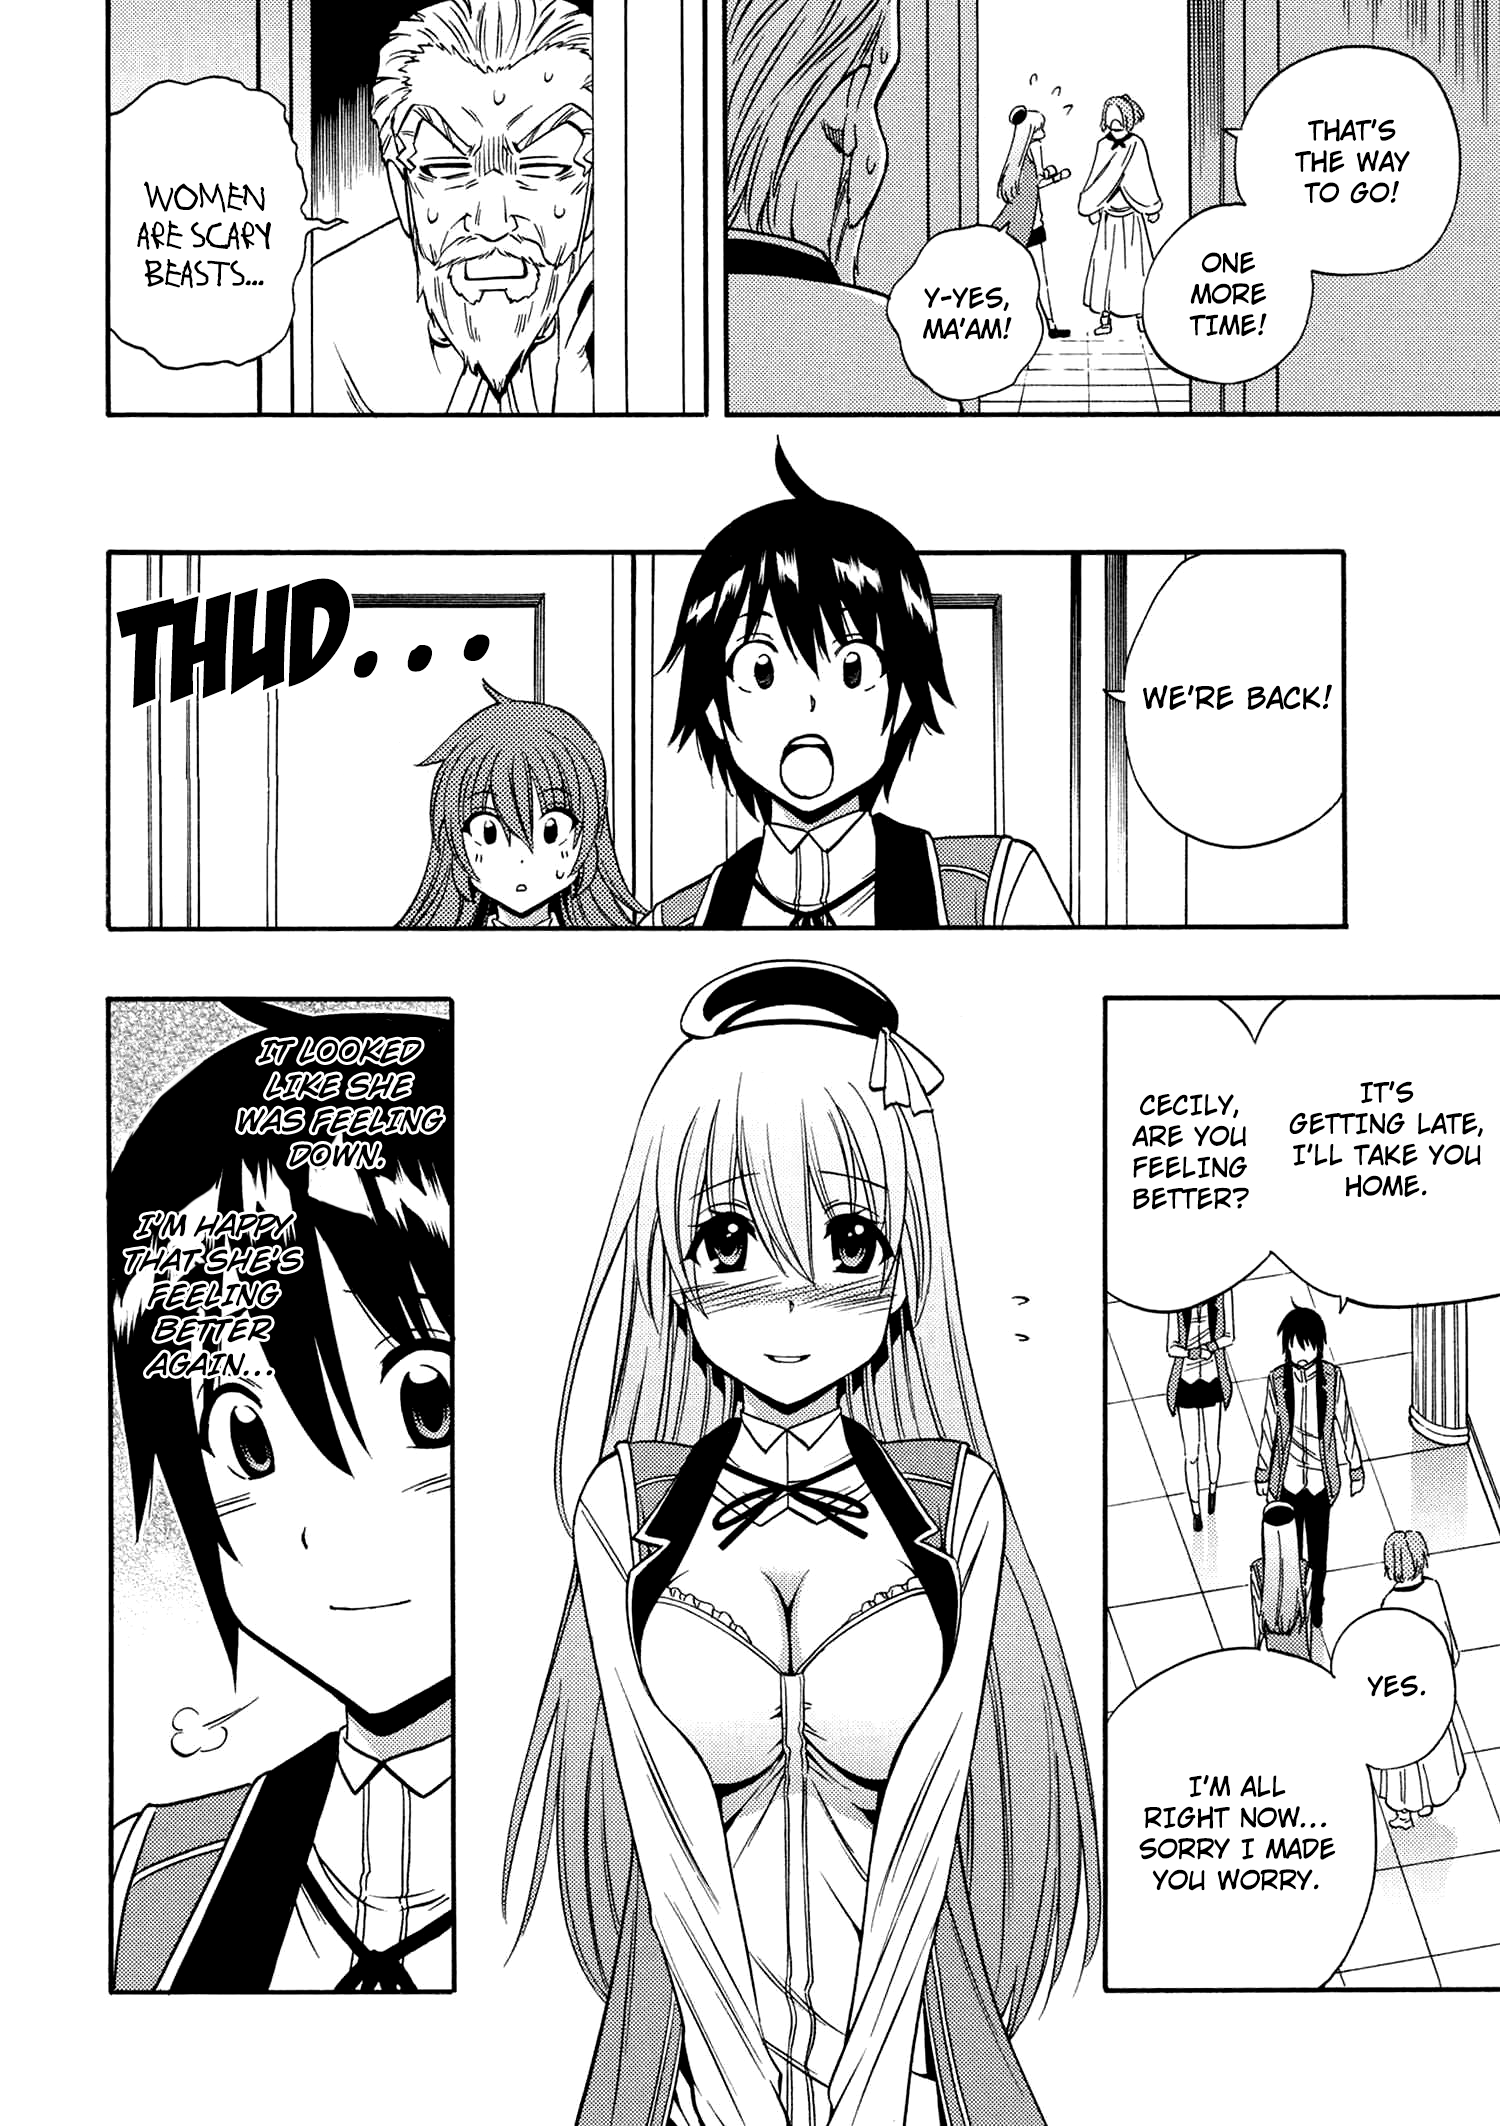 THAT'S
THE WAY
TO GO!
ONE
MORE
TIME!
Y-YES,
MA'AM!
WOMEN
ARE SCARY
BEASTS...
WE'RE BACK!
THUD...
IT'S
GETTING LATE,
I'LL TAKE YOU
HOME.
CECILY,
ARE YOU
FEELING
BETTER?
YES.
I'M ALL
RIGHT NOW...
SORRY I MADE
YOU WORRY.
IT LOOKED
LIKE SHE
WAS FEELING
DOWN.
I'M HAPPY
THAT SHE'S
FEELING
BETTER
AGAIN...